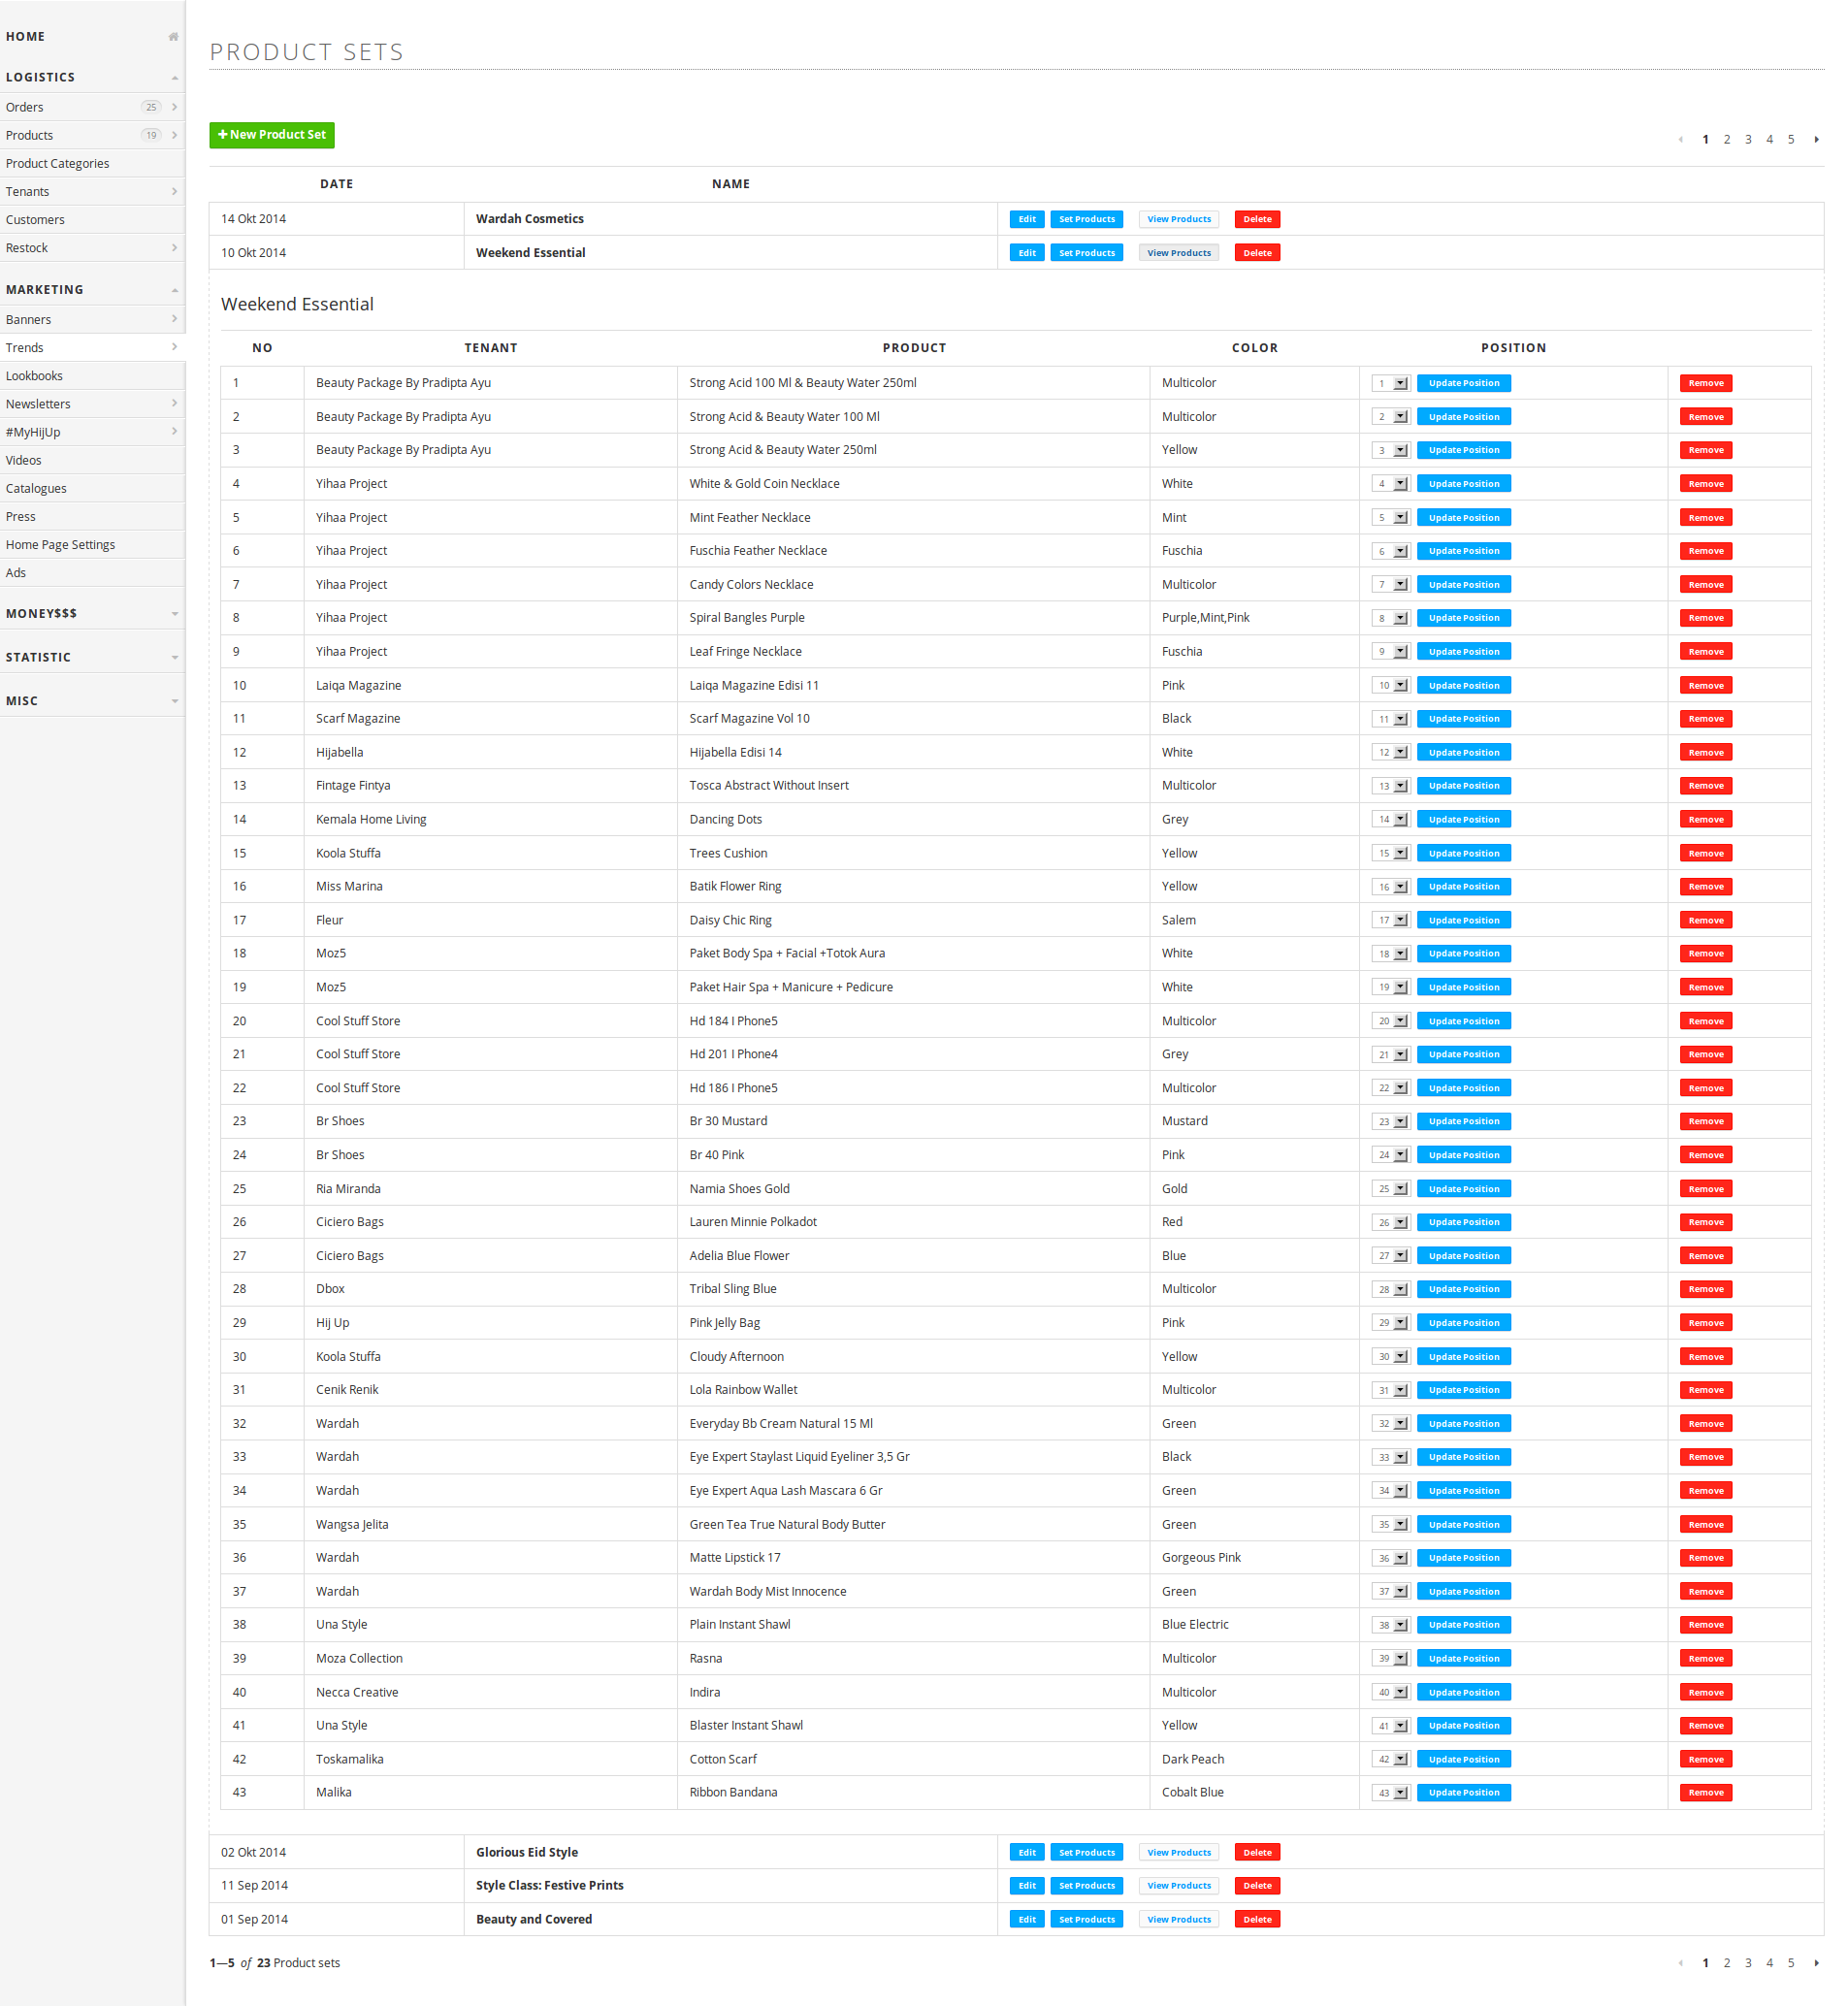 HOME
LOGISTICS
Orders 25
Products 19
Product Categories
Tenants
Customers
Restock
MARKETING
Banners
Trends
Lookbooks
Newsletters
#MyHijUp
Videos
Catalogues
Press
Home Page Settings
Ads
MONEY$$$
STATISTIC
MISC
PRODUCT SETS
+ New Product Set
1 2 3 4 5
DATE NAME
14 Okt 2014 Wardah Cosmetics Edit Set Products View Products Delete
10 Okt 2014 Weekend Essential Edit Set Products View Products Delete
Weekend Essential
NO TENANT PRODUCT COLOR POSITION
1 Beauty Package By Pradipta Ayu Strong Acid 100 Ml & Beauty Water 250ml Multicolor 1 Update Position Remove
2 Beauty Package By Pradipta Ayu Strong Acid & Beauty Water 100 Ml Multicolor 2 Update Position Remove
3 Beauty Package By Pradipta Ayu Strong Acid & Beauty Water 250ml Yellow 3 Update Position Remove
4 Yihaa Project White & Gold Coin Necklace White 4 Update Position Remove
5 Yihaa Project Mint Feather Necklace Mint 5 Update Position Remove
6 Yihaa Project Fuschia Feather Necklace Fuschia 6 Update Position Remove
7 Yihaa Project Candy Colors Necklace Multicolor 7 Update Position Remove
8 Yihaa Project Spiral Bangles Purple Purple,Mint,Pink 8 Update Position Remove
9 Yihaa Project Leaf Fringe Necklace Fuschia 9 Update Position Remove
10 Laiqa Magazine Laiqa Magazine Edisi 11 Pink 10 Update Position Remove
11 Scarf Magazine Scarf Magazine Vol 10 Black 11 Update Position Remove
12 Hijabella Hijabella Edisi 14 White 12 Update Position Remove
13 Fintage Fintya Tosca Abstract Without Insert Multicolor 13 Update Position Remove
14 Kemala Home Living Dancing Dots Grey 14 Update Position Remove
15 Koola Stuffa Trees Cushion Yellow 15 Update Position Remove
16 Miss Marina Batik Flower Ring Yellow 16 Update Position Remove
17 Fleur Daisy Chic Ring Salem 17 Update Position Remove
18 Moz5 Paket Body Spa + Facial +Totok Aura White 18 Update Position Remove
19 Moz5 Paket Hair Spa + Manicure + Pedicure White 19 Update Position Remove
20 Cool Stuff Store Hd 184 I Phone5 Multicolor 20 Update Position Remove
21 Cool Stuff Store Hd 201 I Phone4 Grey 21 Update Position Remove
22 Cool Stuff Store Hd 186 I Phone5 Multicolor 22 Update Position Remove
23 Br Shoes Br 30 Mustard Mustard 23 Update Position Remove
24 Br Shoes Br 40 Pink Pink 24 Update Position Remove
25 Ria Miranda Namia Shoes Gold Gold 25 Update Position Remove
26 Ciciero Bags Lauren Minnie Polkadot Red 26 Update Position Remove
27 Ciciero Bags Adelia Blue Flower Blue 27 Update Position Remove
28 Dbox Tribal Sling Blue Multicolor 28 Update Position Remove
29 Hij Up Pink Jelly Bag Pink 29 Update Position Remove
30 Koola Stuffa Cloudy Afternoon Yellow 30 Update Position Remove
31 Cenik Renik Lola Rainbow Wallet Multicolor 31 Update Position Remove
32 Wardah Everyday Bb Cream Natural 15 Ml Green 32 Update Position Remove
33 Wardah Eye Expert Staylast Liquid Eyeliner 3,5 Gr Black 33 Update Position Remove
34 Wardah Eye Expert Aqua Lash Mascara 6 Gr Green 34 Update Position Remove
35 Wangsa Jelita Green Tea True Natural Body Butter Green 35 Update Position Remove
36 Wardah Matte Lipstick 17 Gorgeous Pink 36 Update Position Remove
37 Wardah Wardah Body Mist Innocence Green 37 Update Position Remove
38 Una Style Plain Instant Shawl Blue Electric 38 Update Position Remove
39 Moza Collection Rasna Multicolor 39 Update Position Remove
40 Necca Creative Indira Multicolor 40 Update Position Remove
41 Una Style Blaster Instant Shawl Yellow 41 Update Position Remove
42 Toskamalika Cotton Scarf Dark Peach 42 Update Position Remove
43 Malika Ribbon Bandana Cobalt Blue 43 Update Position Remove
02 Okt 2014 Glorious Eid Style Edit Set Products View Products Delete
11 Sep 2014 Style Class: Festive Prints Edit Set Products View Products Delete
01 Sep 2014 Beauty and Covered Edit Set Products View Products Delete
1—5 of 23 Product sets 1 2 3 4 5